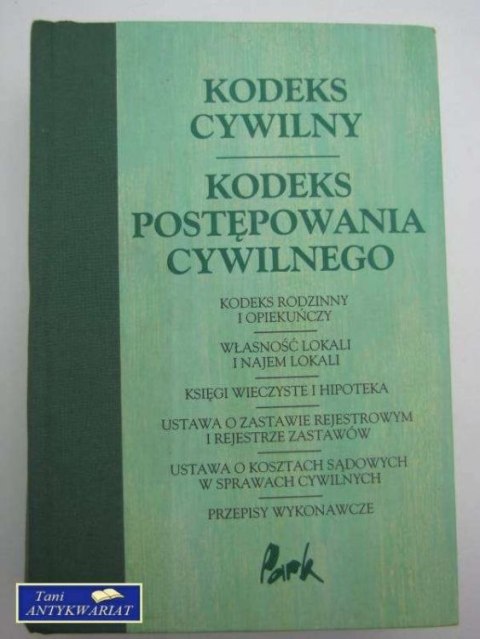 KODEKS
CYWILNY
KODEKS
POSTĘPOWANIA
CYWILNEGO
KODEKS RODZINNY
I OPIEKUŃCZY
WŁASNOŚĆ LOKALI
I NAJEM LOKALI
KSIĘGI WIECZYSTE I HIPOTEKA
USTAWA O ZASTAWIE REJESTROWYM
I REJESTRZE ZASTAWÓW
USTAWA O KOSZTACH SĄDOWYCH
W SPRAWACH CYWILNYCH
PRZEPISY WYKONAWCZE
Park
Tani
ANTYKWARIAT